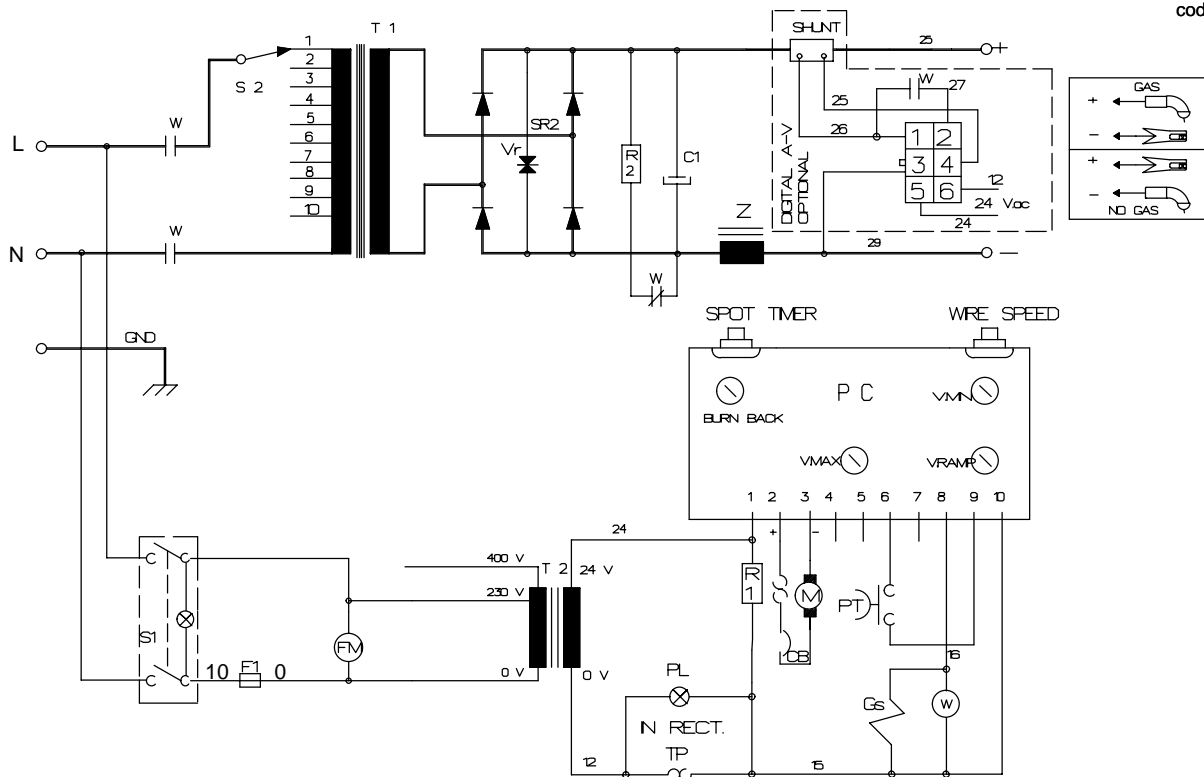 cod
T 1
S 2
1
2
3
4
5
6
7
8
9
10
L
W
N
W
GND
Vr
SR2
R
2
C1
W
Z
SHUNT
25
+
W
27
25
26
1 2
3 4
5 6
12
24 Vac
24
DIGITAL A-V
OPTIONAL
29
—
GAS
+
-
+
-
NO GAS
SPOT TIMER
WIRE SPEED
P C
BURN BACK
VMIN
VMAX
VRAMP
1 2 3 4 5 6 7 8 9 10
+ -
24
400 V
230 V
T 2
24 V
0 V
0 V
S1
10 F1 0
FM
R
1
M
CB
PT
16
Gs
W
PL
IN RECT.
TP
12
15